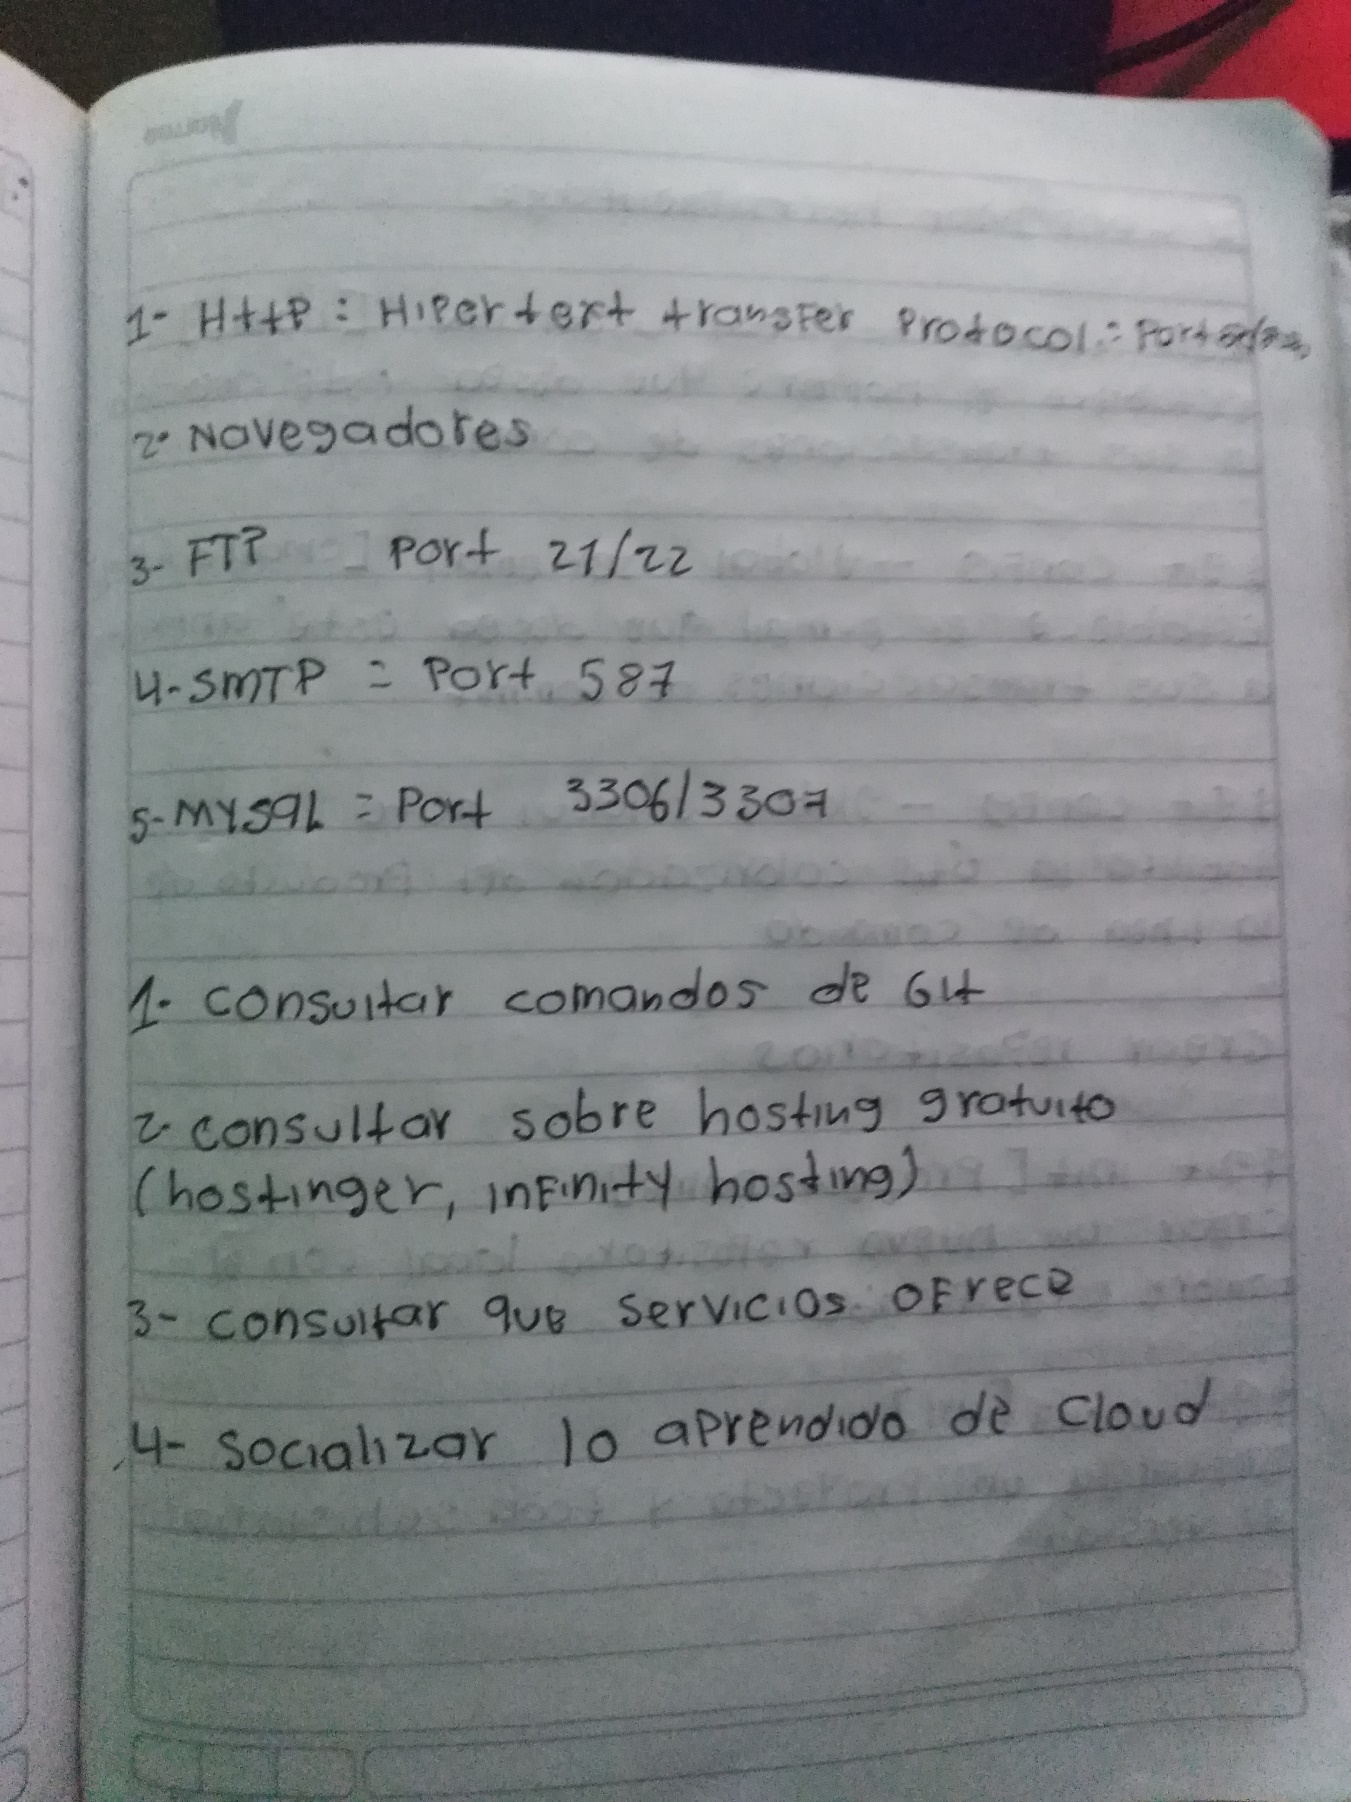 1- Http : Hipertext transfer Protocol : Port
2- Navegadores
3- FTP Port 21/22
4- SMTP = Port 587
5- MYSQL = Port 3306/3307
1- consultar comandos de Git
2- consultar sobre hosting gratuito
(hostinger, infinity hosting)
3- consultar que servicios ofrece
4- socializar lo aprendido de Cloud